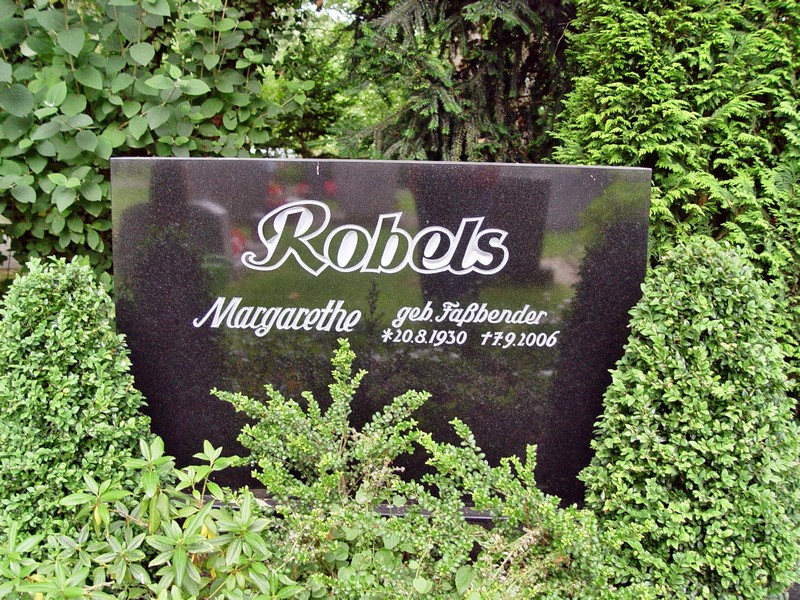 Robels
Margarethe geb. Faßbender
*20.8.1930 †7.9.2006